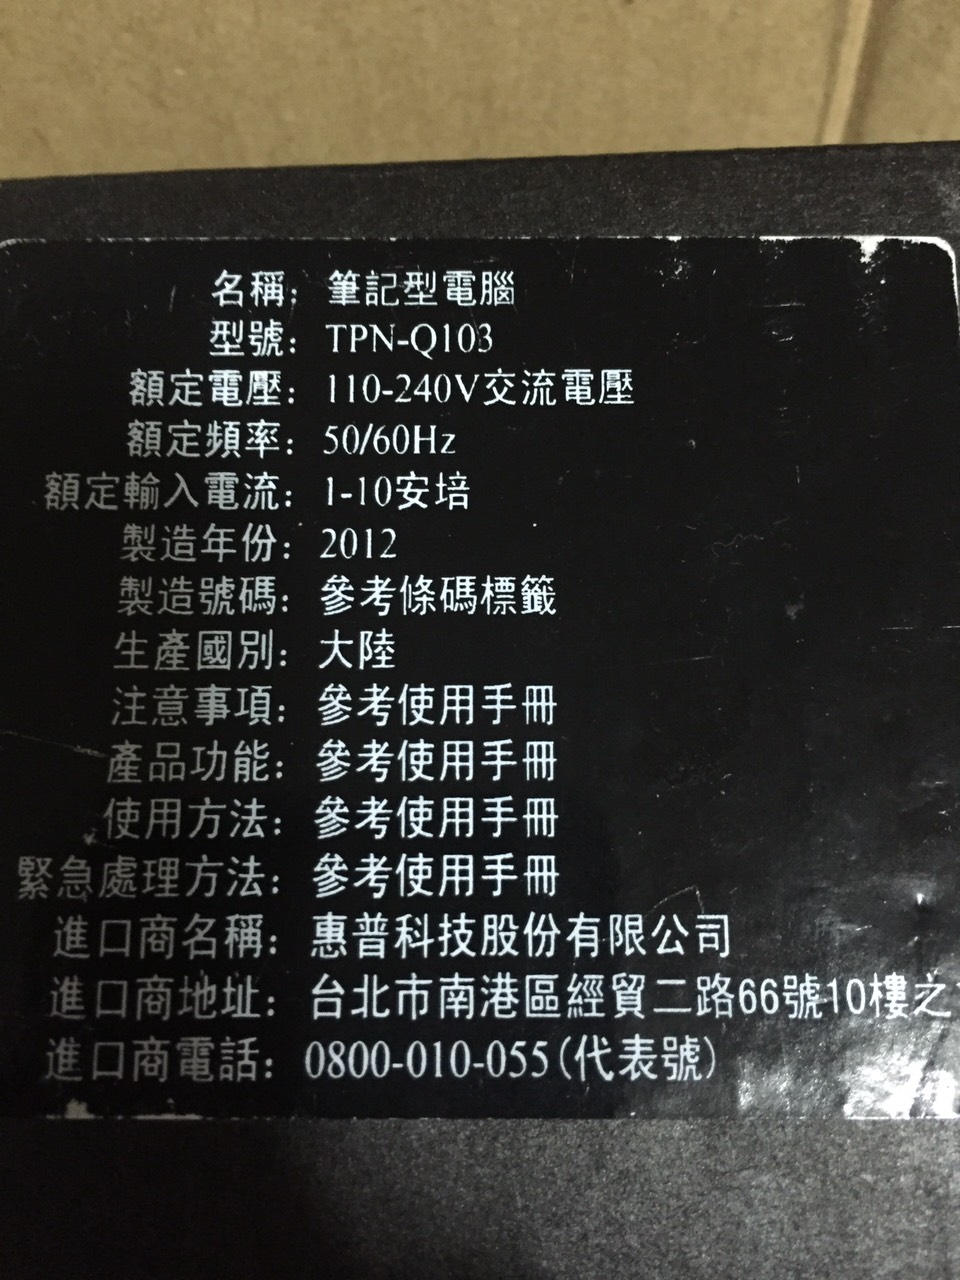 名稱：筆記型電腦
型號：TPN-Q103
額定電壓：110-240V交流電壓
額定頻率：50/60Hz
額定輸入電流：1-10安培
製造年份：2012
製造號碼：參考條碼標籤
生產國別：大陸
注意事項：參考使用手冊
產品功能：參考使用手冊
使用方法：參考使用手冊
緊急處理方法：參考使用手冊
進口商名稱：惠普科技股份有限公司
進口商地址：台北市南港區經貿二路66號10樓之
進口商電話：0800-010-055(代表號)